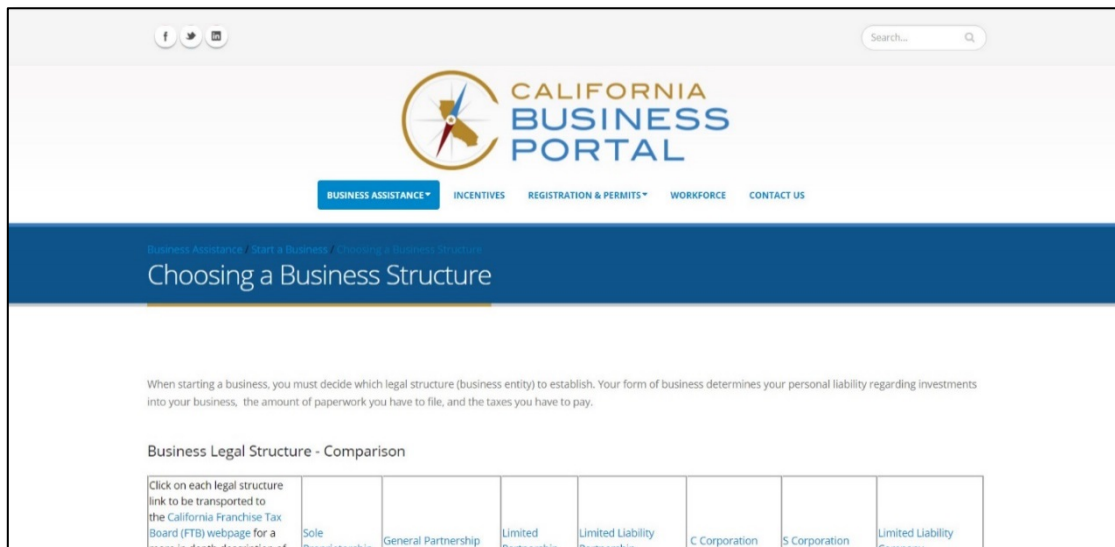 f
in
Search...
CALIFORNIA
BUSINESS
PORTAL
BUSINESS ASSISTANCE INCENTIVES REGISTRATION & PERMITS WORKFORCE CONTACT US
Business Assistance / Start a Business / Choosing a Business Structure
Choosing a Business Structure
When starting a business, you must decide which legal structure (business entity) to establish. Your form of business determines your personal liability regarding investments
into your business, the amount of paperwork you have to file, and the taxes you have to pay.
Business Legal Structure - Comparison
Click on each legal structure
link to be transported to
the California Franchise Tax
Board (FTB) webpage for a
Sole
General Partnership
Limited
Limited Liability
C Corporation
S Corporation
Limited Liability